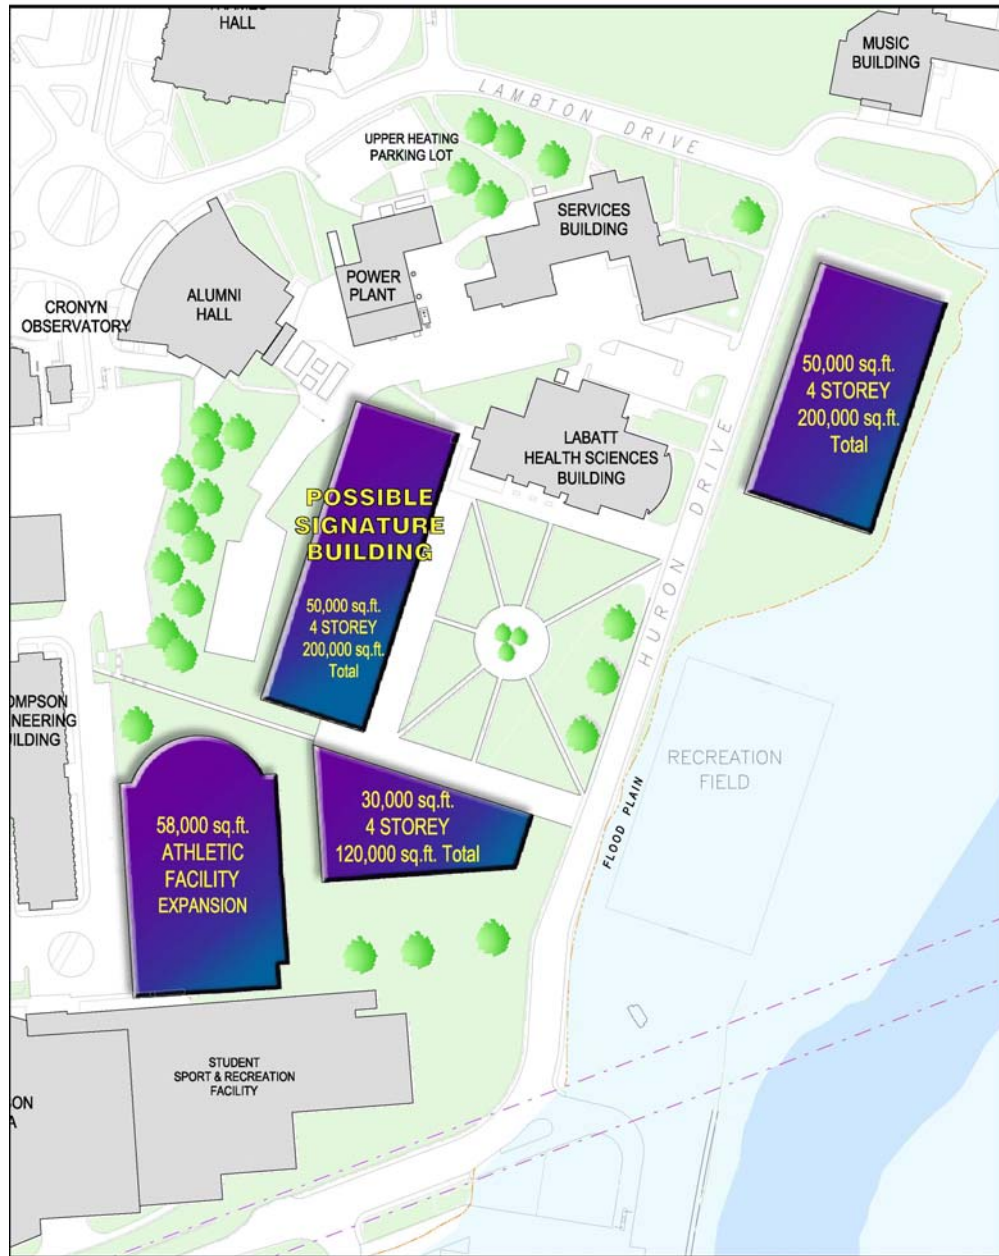 HALL
MUSIC
BUILDING
LAMBTON DRIVE
UPPER HEATING
PARKING LOT
SERVICES
BUILDING
POWER
PLANT
ALUMNI
HALL
CRONYN
OBSERVATORY
50,000 sq.ft.
4 STOREY
200,000 sq.ft.
Total
LABATT
HEALTH SCIENCES
BUILDING
HURON DRIVE
POSSIBLE
SIGNATURE
BUILDING
50,000 sq.ft.
4 STOREY
200,000 sq.ft.
Total
OMPSON
NEERING
ILDING
RECREATION
FIELD
FLOOD PLAIN
30,000 sq.ft.
4 STOREY
120,000 sq.ft. Total
58,000 sq.ft.
ATHLETIC
FACILITY
EXPANSION
STUDENT
SPORT & RECREATION
FACILITY
SON
A